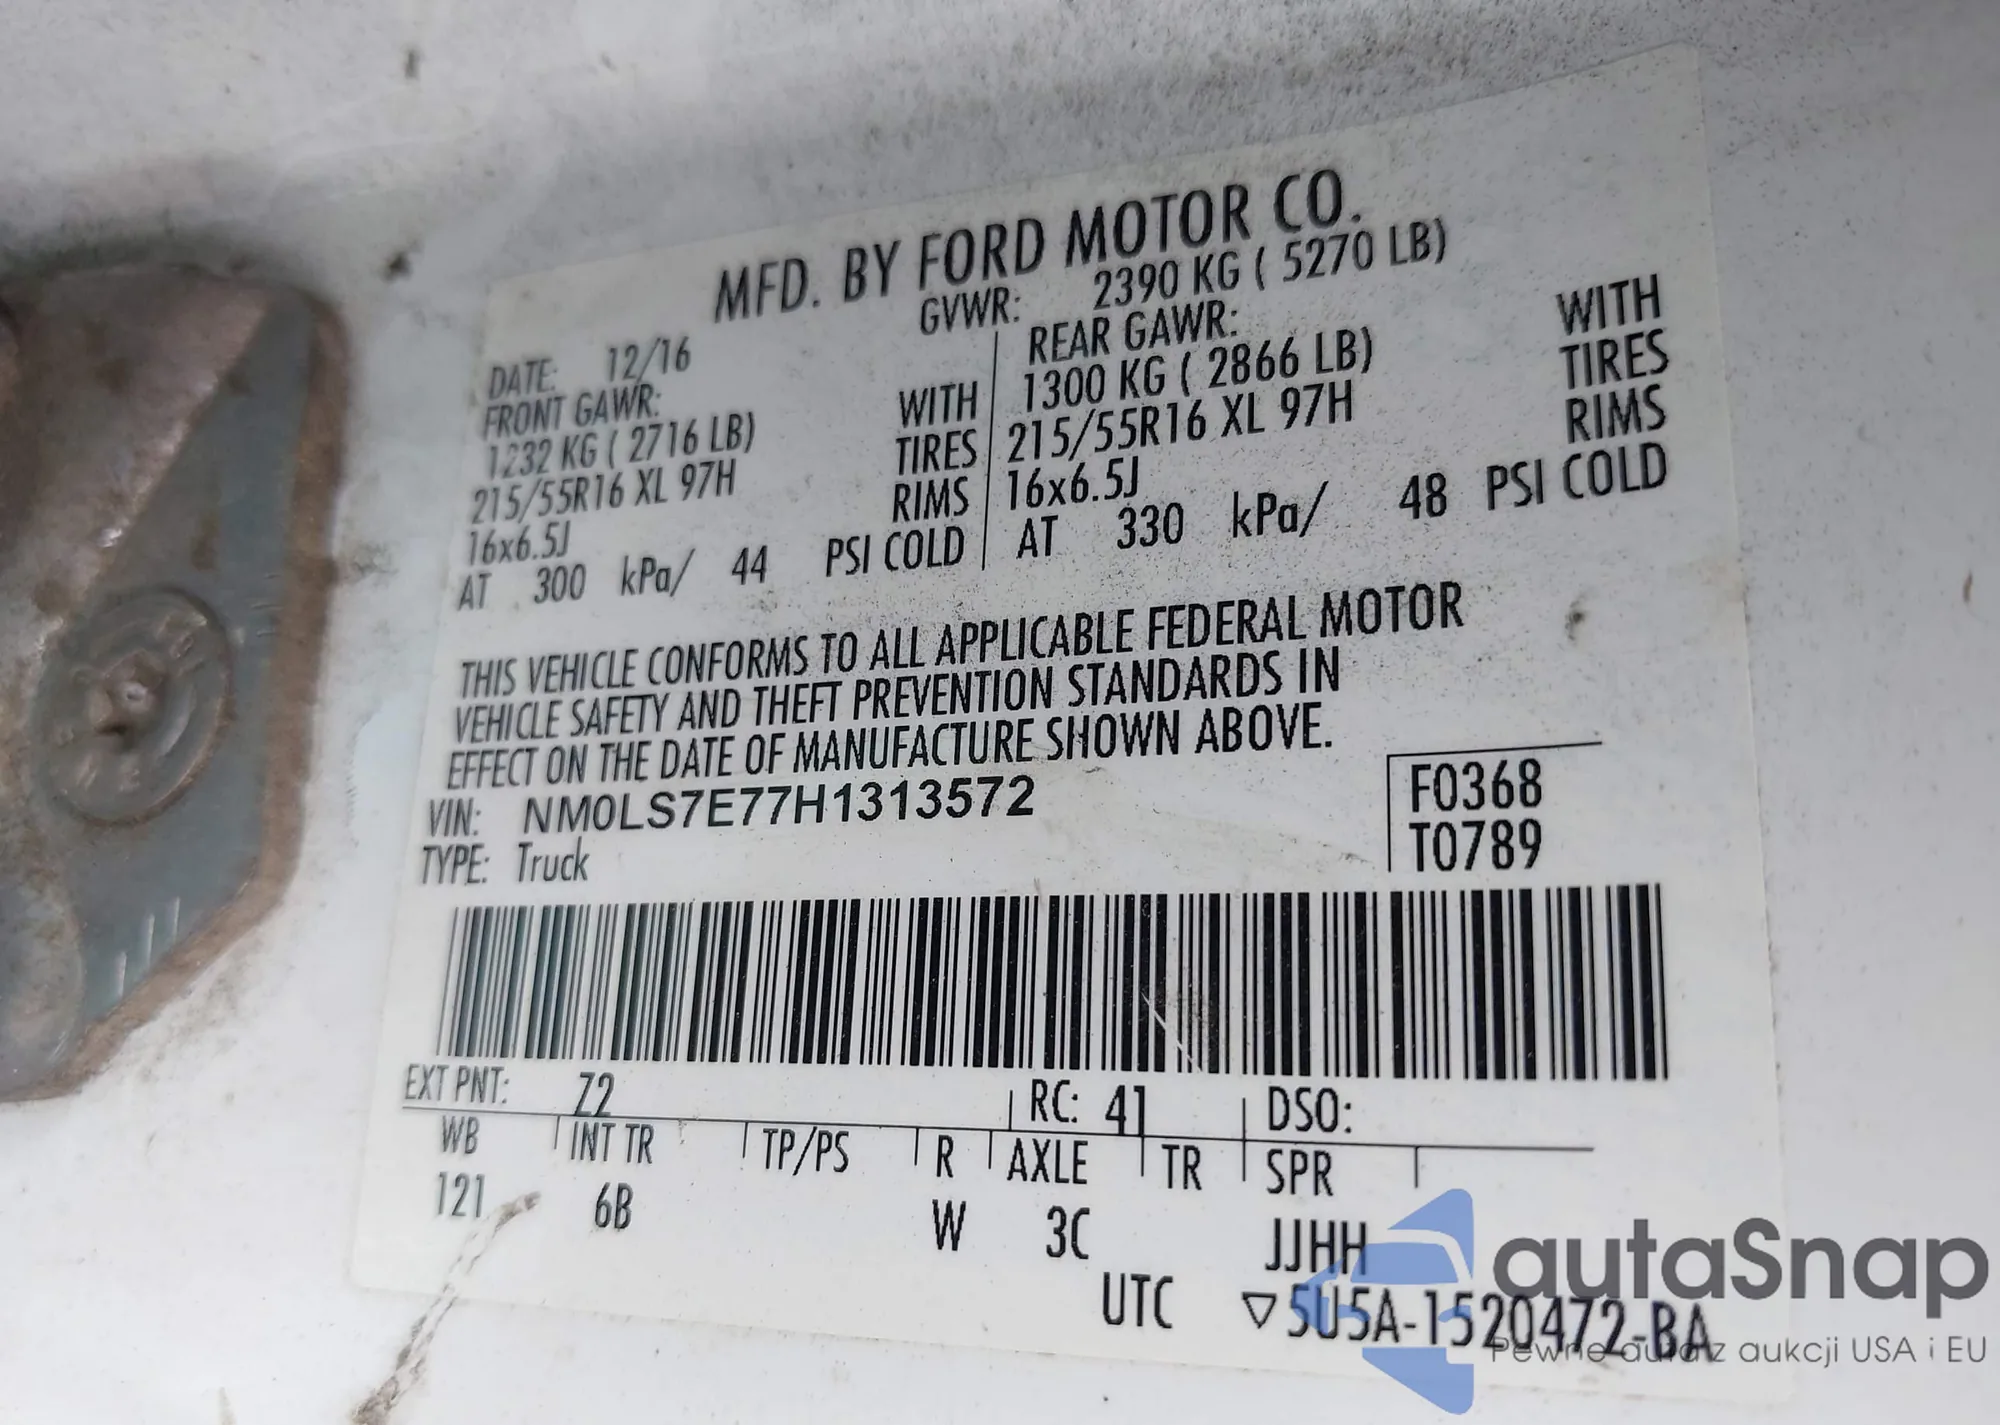 MFD. BY FORD MOTOR CO.
DATE: 12/16 GVWR: 2390 KG ( 5270 LB)
FRONT GAWR: REAR GAWR:
1232 KG ( 2716 LB) WITH 1300 KG ( 2866 LB) WITH
215/55R16 XL 97H TIRES 215/55R16 XL 97H TIRES
16x6.5J RIMS 16x6.5J RIMS
AT 300 kPa/ 44 PSI COLD AT 330 kPa/ 48 PSI COLD
THIS VEHICLE CONFORMS TO ALL APPLICABLE FEDERAL MOTOR
VEHICLE SAFETY AND THEFT PREVENTION STANDARDS IN
EFFECT ON THE DATE OF MANUFACTURE SHOWN ABOVE.
VIN: NM0LS7E77H1313572 F0368
TYPE: Truck T0789
EXT PNT: Z2 RC: 41 DSO:
WB INT TR TP/PS R AXLE TR SPR
121 6B W 3C JJHH
UTC ▽5U5A-1520472-BA
autaSnap
Pewne auta z aukcji USA i EU